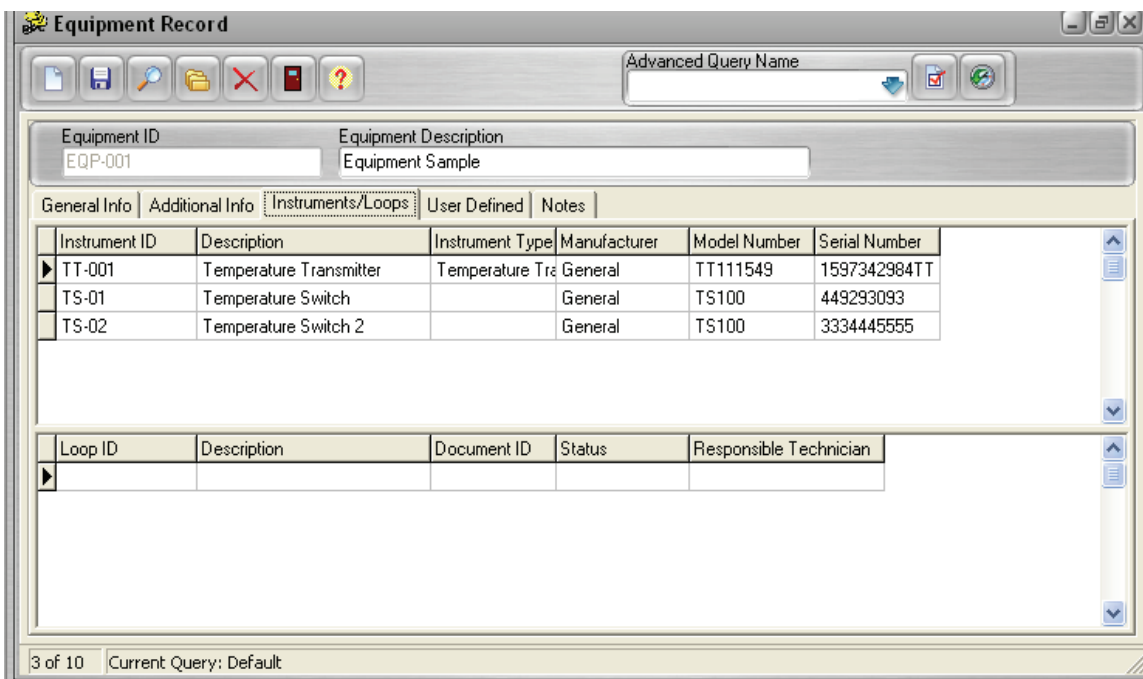 Equipment Record
Advanced Query Name
Equipment ID Equipment Description
EQP-001 Equipment Sample
General Info Additional Info Instruments/Loops User Defined Notes
Instrument ID Description Instrument Type Manufacturer Model Number Serial Number
TT-001 Temperature Transmitter Temperature Tra General TT111549 1597342984TT
TS-01 Temperature Switch General TS100 449293093
TS-02 Temperature Switch 2 General TS100 3334445555
Loop ID Description Document ID Status Responsible Technician
3 of 10 Current Query: Default